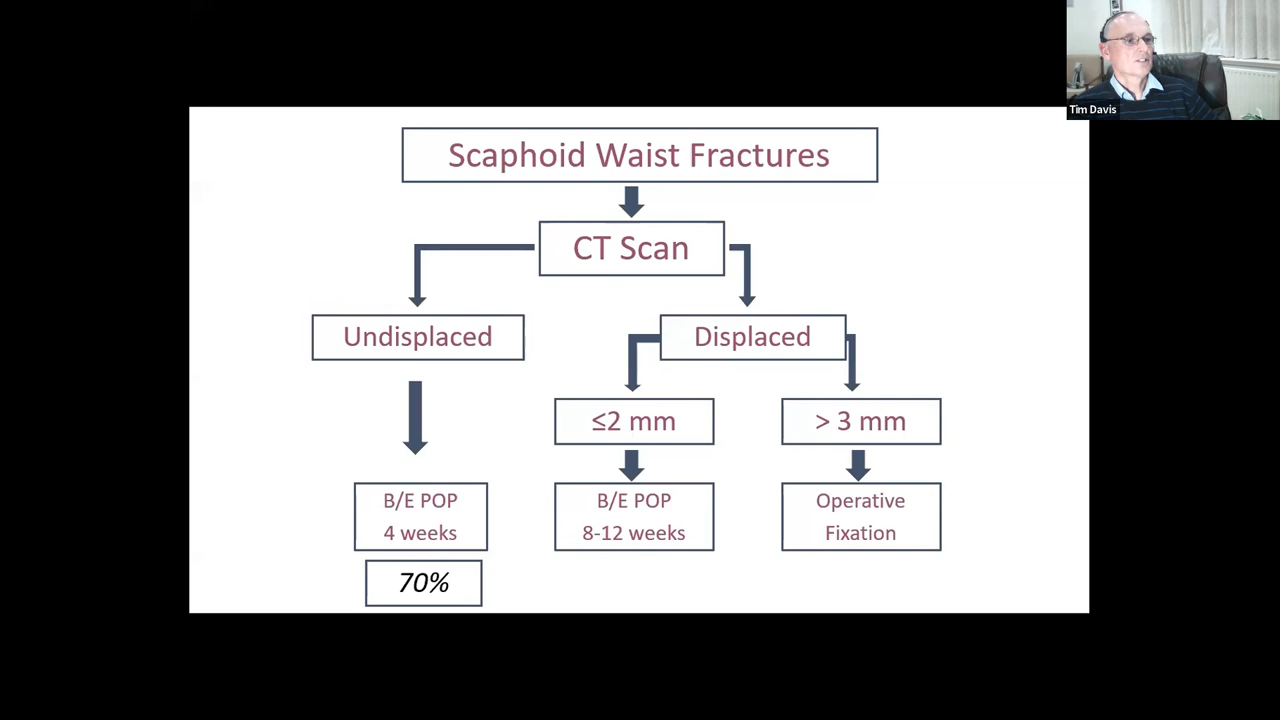 Tim Davis
Scaphoid Waist Fractures
CT Scan
Undisplaced
Displaced
≤2 mm
> 3 mm
B/E POP
4 weeks
B/E POP
8-12 weeks
Operative
Fixation
70%